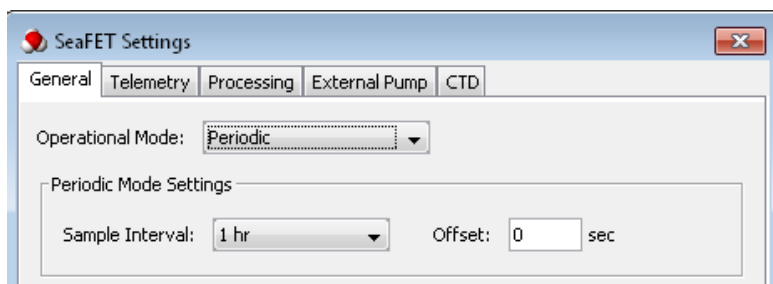 SeaFET Settings
General Telemetry Processing External Pump CTD
Operational Mode: Periodic
Periodic Mode Settings
Sample Interval: 1 hr Offset: 0 sec